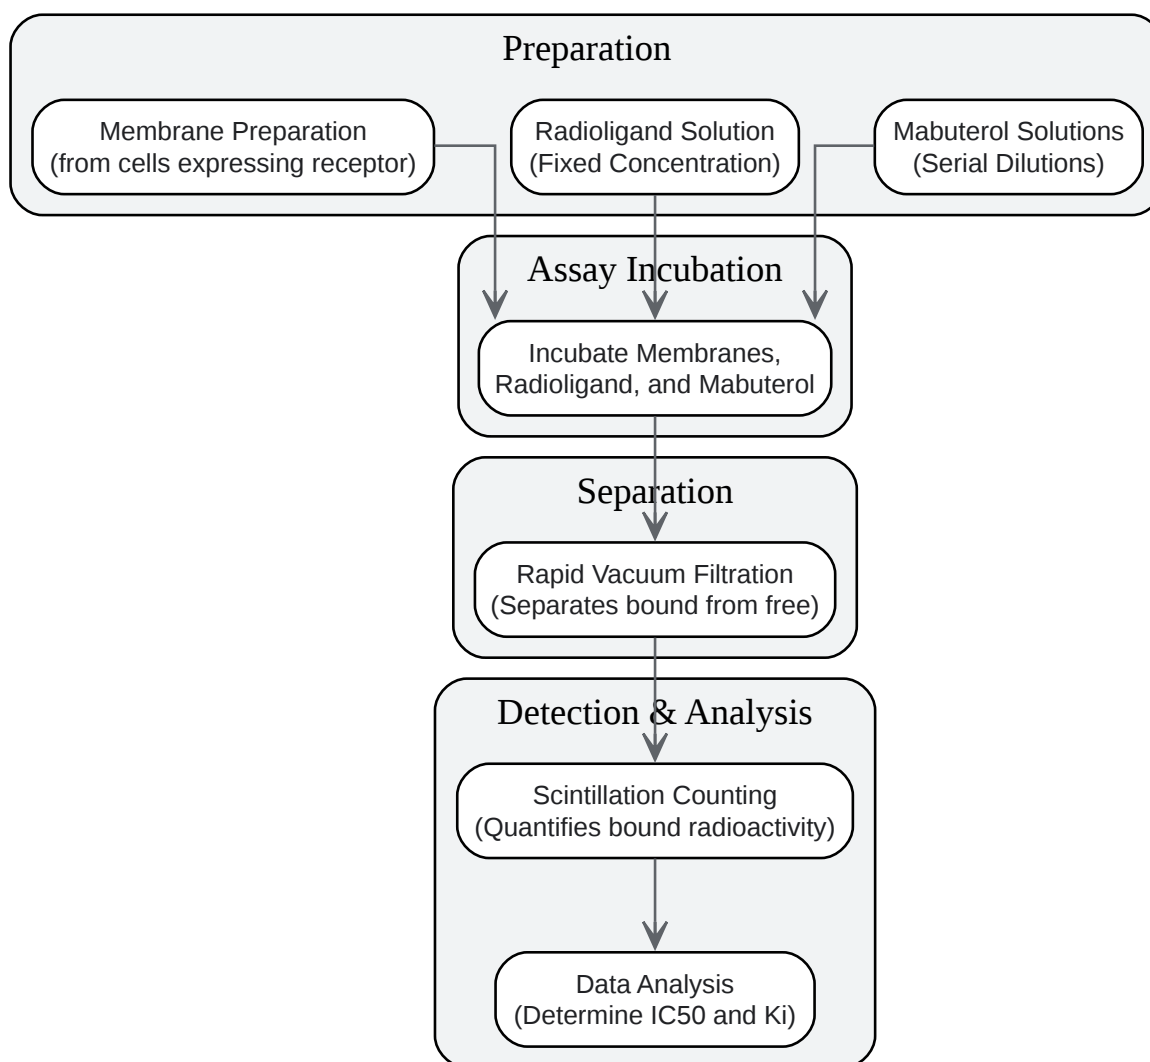 Preparation
Membrane Preparation
(from cells expressing receptor)
Radioligand Solution
(Fixed Concentration)
Mabuterol Solutions
(Serial Dilutions)
Assay Incubation
Incubate Membranes,
Radioligand, and Mabuterol
Separation
Rapid Vacuum Filtration
(Separates bound from free)
Detection & Analysis
Scintillation Counting
(Quantifies bound radioactivity)
Data Analysis
(Determine IC50 and Ki)